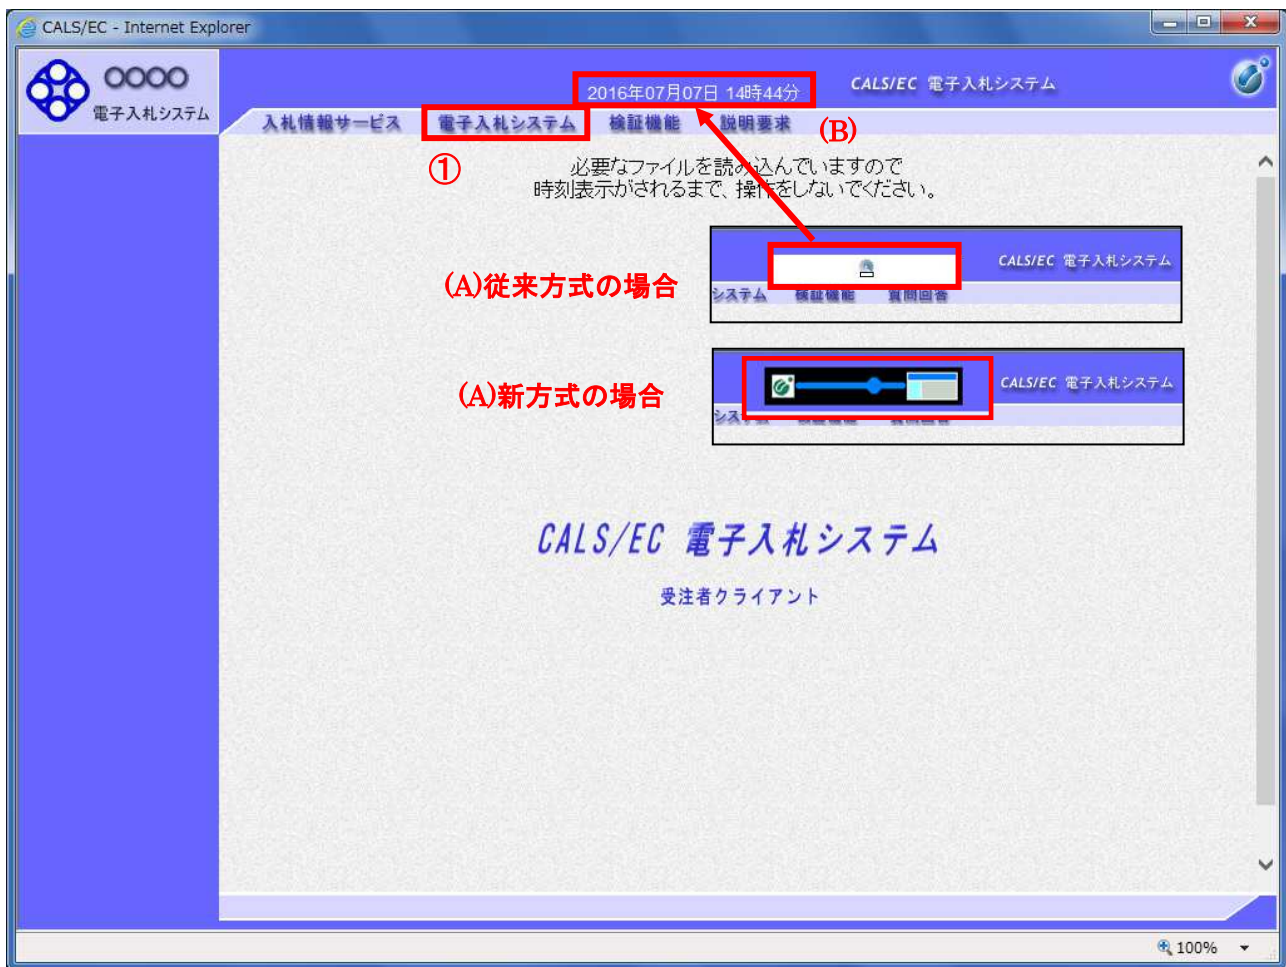 CALS/EC - Internet Explorer
○○○○
電子入札システム
2016年07月07日 14時44分
CALS/EC 電子入札システム
入札情報サービス 電子入札システム 検証機能 説明要求
(B)
①
必要なファイルを読み込んでいますので
時刻表示がされるまで、操作をしないでください。
(A)従来方式の場合
CALS/EC 電子入札システム
システム 検証機能 質問回答
(A)新方式の場合
CALS/EC 電子入札システム
CALS/EC 電子入札システム
受注者クライアント
100%